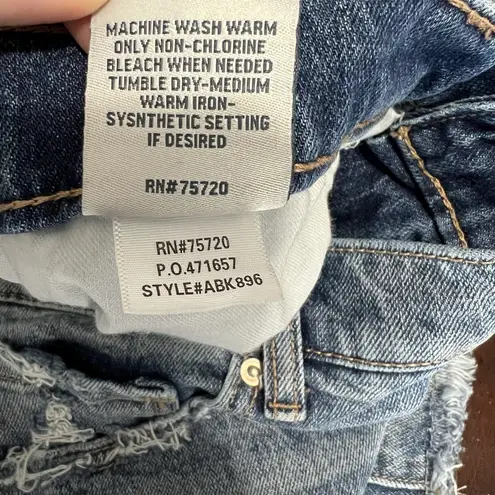 MACHINE WASH WARM
ONLY NON-CHLORINE
BLEACH WHEN NEEDED
TUMBLE DRY-MEDIUM
WARM IRON-
SYSNTHETIC SETTING
IF DESIRED
RN#75720
RN#75720
P.O.471657
STYLE#ABK896